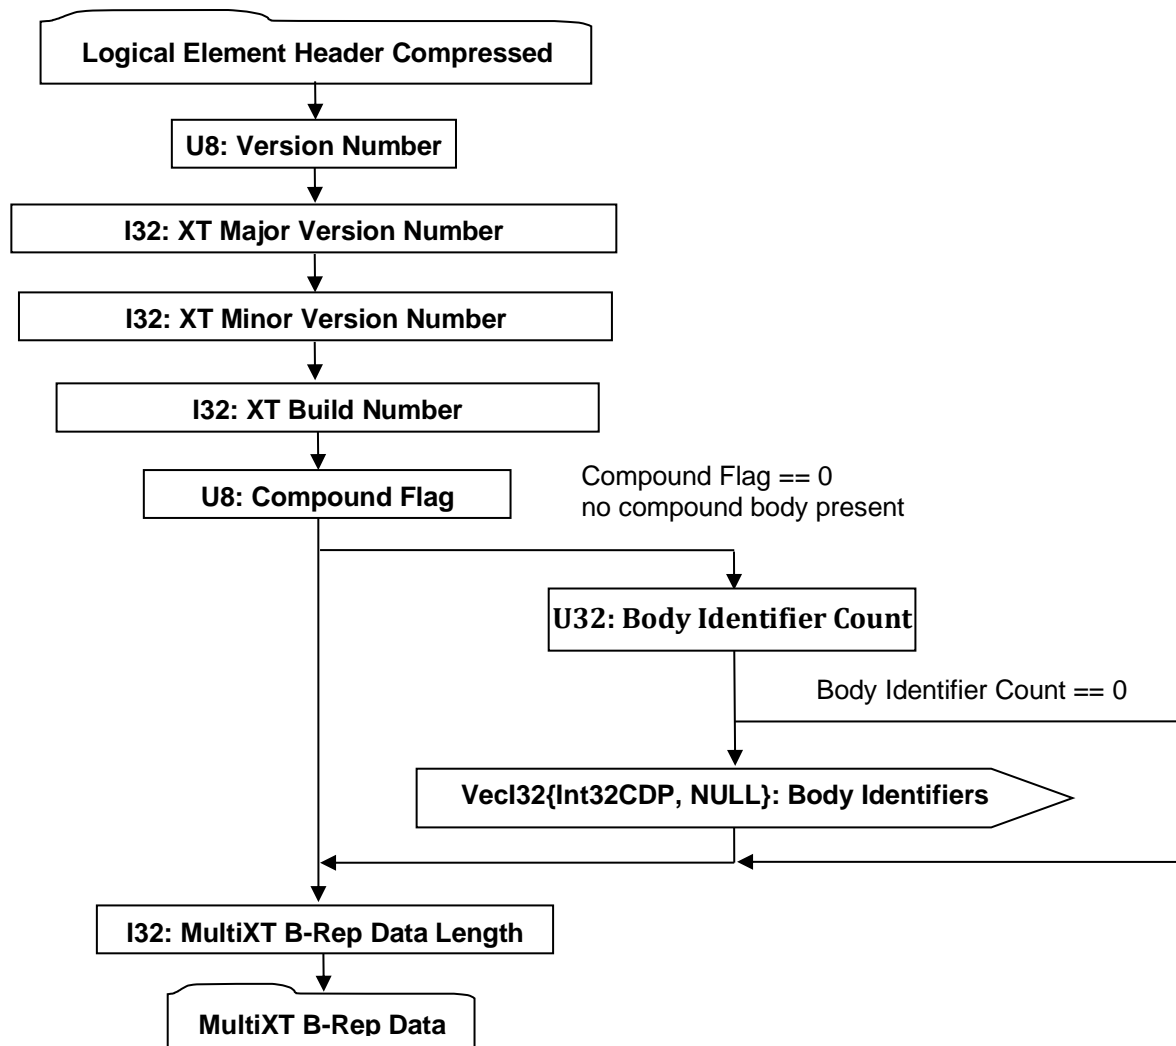 Logical Element Header Compressed
U8: Version Number
I32: XT Major Version Number
I32: XT Minor Version Number
I32: XT Build Number
U8: Compound Flag
Compound Flag == 0
no compound body present
U32: Body Identifier Count
Body Identifier Count == 0
VecI32{Int32CDP, NULL}: Body Identifiers
I32: MultiXT B-Rep Data Length
MultiXT B-Rep Data